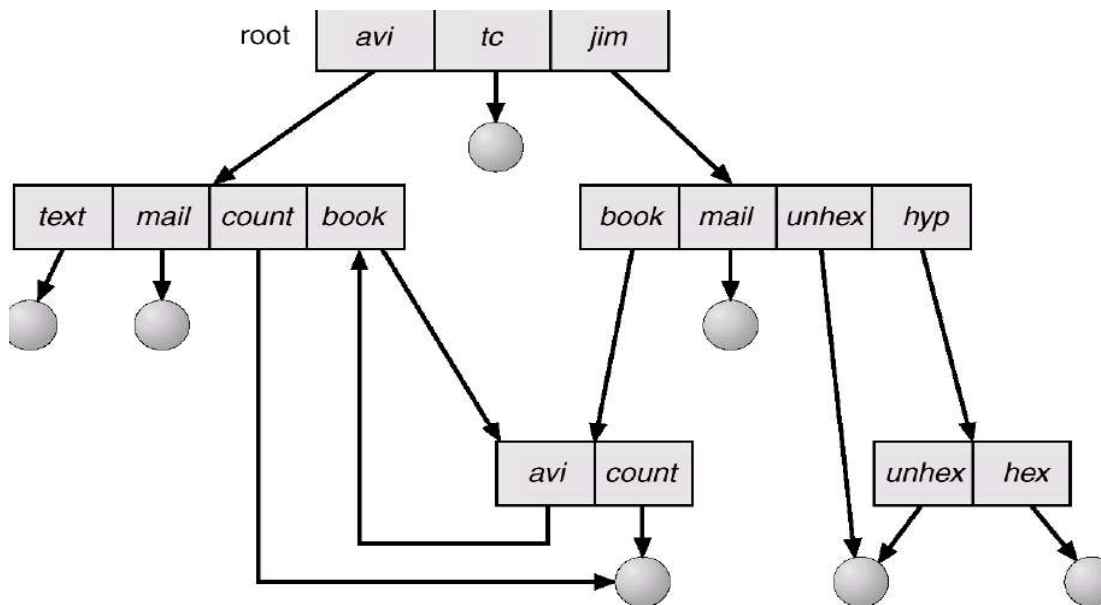 root avi tc jim
text mail count book book mail unhex hyp
avi count unhex hex